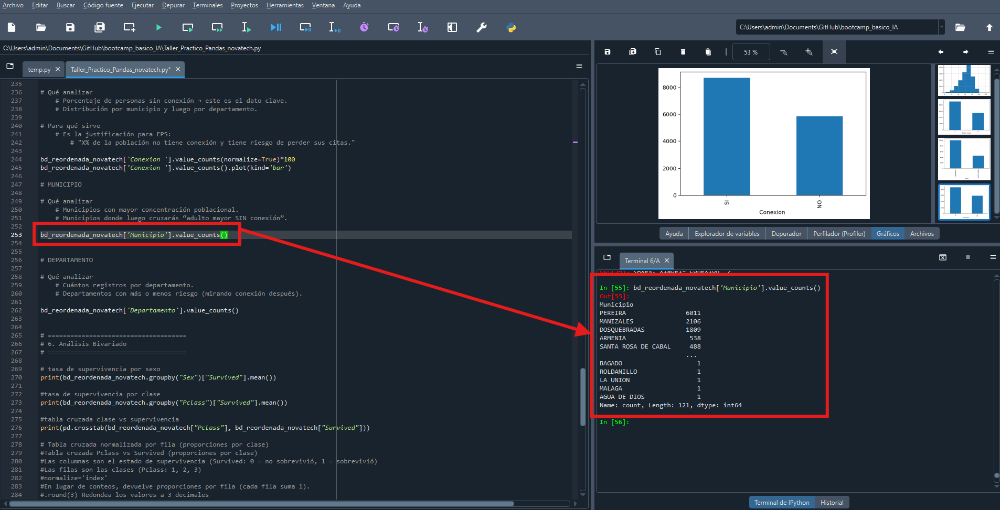 Archivo Editar Buscar Código fuente Ejecutar Depurar Terminales Proyectos Herramientas Ventana Ayuda
C:\Users\admin\Documents\GitHub\bootcamp_basico_IA
C:\Users\admin\Documents\GitHub\bootcamp_basico_IA\Taller_Practico_Pandas_novatech.py
temp.py
Taller_Practico_Pandas_novatech.py*
235
236 # Qué analizar
237 # Porcentaje de personas sin conexión → este es el dato clave.
238 # Distribución por municipio y luego por departamento.
239
240 # Para qué sirve
241 # Es la justificación para EPS:
242 # "X% de la población no tiene conexión y tiene riesgo de perder sus citas."
243
244 bd_reordenada_novatech['Conexion '].value_counts(normalize=True)*100
245 bd_reordenada_novatech['Conexion '].value_counts().plot(kind='bar')
246
247 # MUNICIPIO
248
249 # Qué analizar
250 # Municipios con mayor concentración poblacional.
251 # Municipios donde luego cruzarás “adulto mayor SIN conexión”.
252
253 bd_reordenada_novatech['Municipio'].value_counts()
254
255
256 # DEPARTAMENTO
257
258 # Qué analizar
259 # Cuántos registros por departamento.
260 # Departamentos con más o menos riesgo (mirando conexión después).
261
262 bd_reordenada_novatech['Departamento'].value_counts()
263
264
265 # =====================================
266 # 6. Análisis Bivariado
267 # =====================================
268
269 # tasa de supervivencia por sexo
270 print(bd_reordenada_novatech.groupby("Sex")["Survived"].mean())
271
272 #tasa de supervivencia por clase
273 print(bd_reordenada_novatech.groupby("Pclass")["Survived"].mean())
274
275 #tabla cruzada clase vs supervivencia
276 print(pd.crosstab(bd_reordenada_novatech["Pclass"], bd_reordenada_novatech["Survived"]))
277
278 # Tabla cruzada normalizada por fila (proporciones por clase)
279 #Tabla cruzada Pclass vs Survived (proporciones por clase)
280 #Las columnas son el estado de supervivencia (Survived: 0 = no sobrevivió, 1 = sobrevivió)
281 #Las filas son las clases (Pclass: 1, 2, 3)
282 #normalize='index'
283 #En lugar de conteos, devuelve proporciones por fila (cada fila suma 1).
284 #.round(3) Redondea los valores a 3 decimales
53 %
8000
6000
4000
2000
0
SI
NO
Conexion
Ayuda Explorador de variables Depurador Perfilador (Profiler) Gráficos Archivos
Terminal 6/A
In [55]: bd_reordenada_novatech['Municipio'].value_counts()
Out[55]:
Municipio
PEREIRA 6011
MANIZALES 2106
DOSQUEBRADAS 1809
ARMENIA 538
SANTA ROSA DE CABAL 488
...
BAGADO 1
ROLDANILLO 1
LA UNION 1
MALAGA 1
AGUA DE DIOS 1
Name: count, Length: 121, dtype: int64
In [56]:
Terminal de IPython Historial